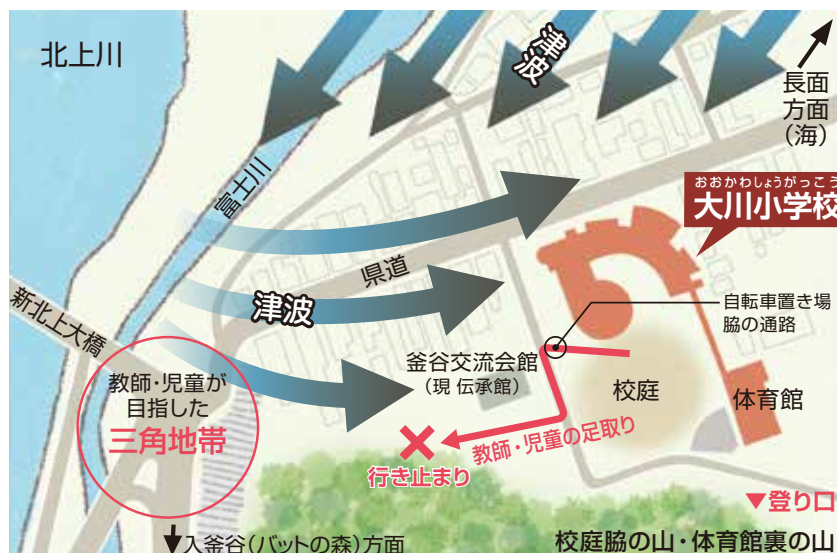 北上川
津波
長面
方面
(海)
富士川
おおかわしょうがっこう
大川小学校
県道
津波
新北上大橋
自転車置き場
脇の通路
釜谷交流会館
(現 伝承館)
教師・児童が
目指した
三角地帯
校庭
体育館
教師・児童の足取り
行き止まり
▼登り口
入釜谷(バットの森)方面
校庭脇の山・体育館裏の山